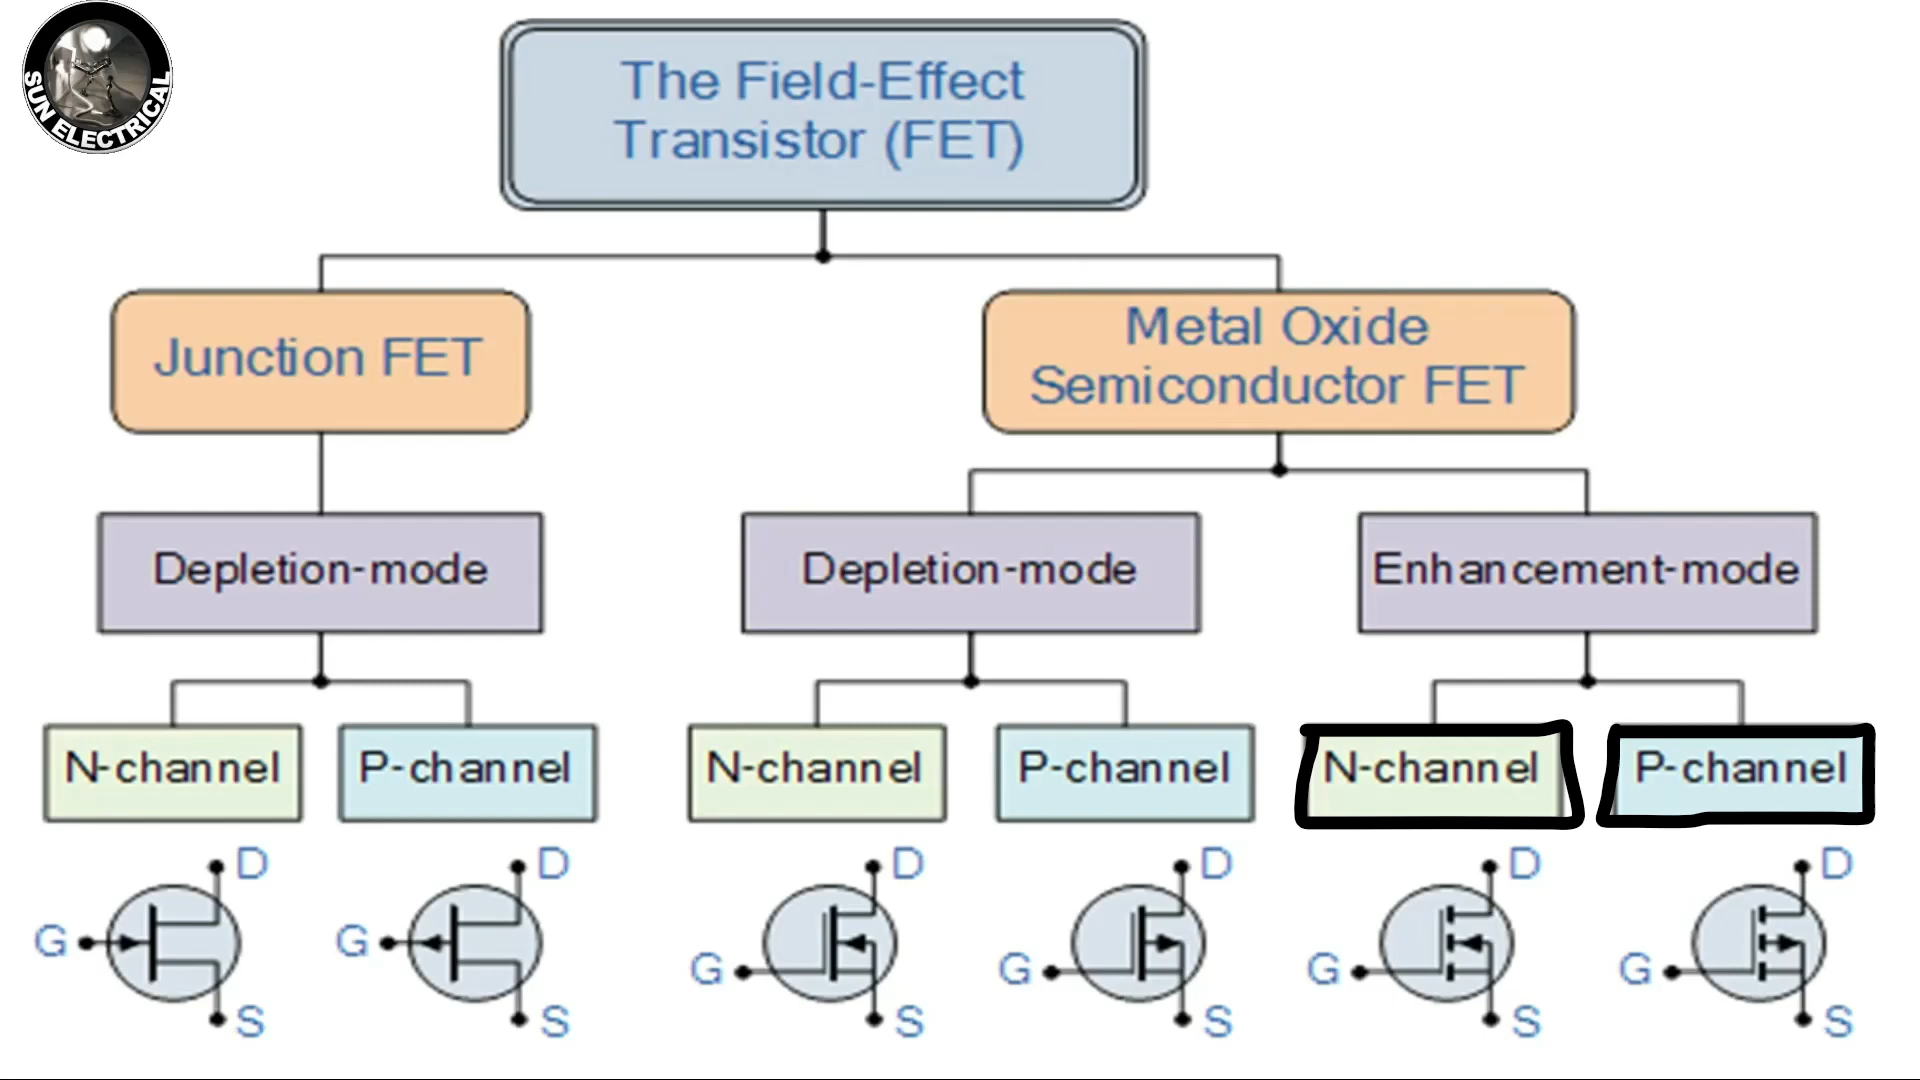 SUN ELECTRICAL
The Field-Effect
Transistor (FET)
Junction FET
Metal Oxide
Semiconductor FET
Depletion-mode
Depletion-mode
Enhancement-mode
N-channel
P-channel
N-channel
P-channel
N-channel
P-channel
D
G
S
D
G
S
D
G
S
D
G
S
D
G
S
D
G
S